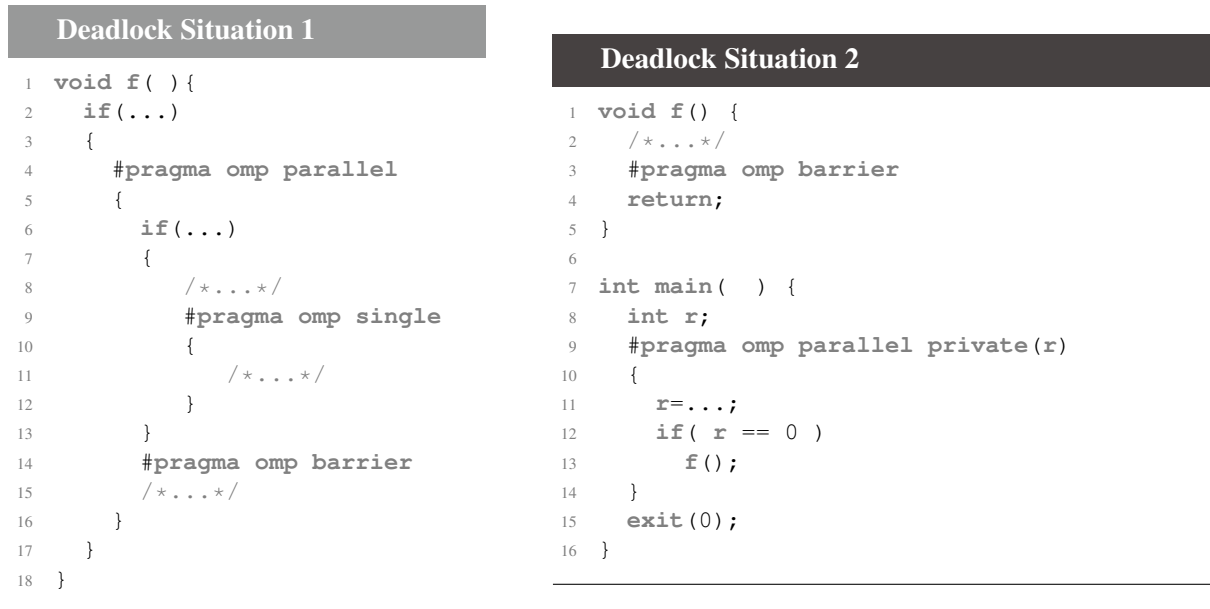 Deadlock Situation 1
1 void f( ){
2 if(...)
3 {
4 #pragma omp parallel
5 {
6 if(...)
7 {
8 /*...*/
9 #pragma omp single
10 {
11 /*...*/
12 }
13 }
14 #pragma omp barrier
15 /*...*/
16 }
17 }
18 }
Deadlock Situation 2
1 void f() {
2 /*...*/
3 #pragma omp barrier
4 return;
5 }
6
7 int main( ) {
8 int r;
9 #pragma omp parallel private(r)
10 {
11 r=...;
12 if( r == 0 )
13 f();
14 }
15 exit(0);
16 }